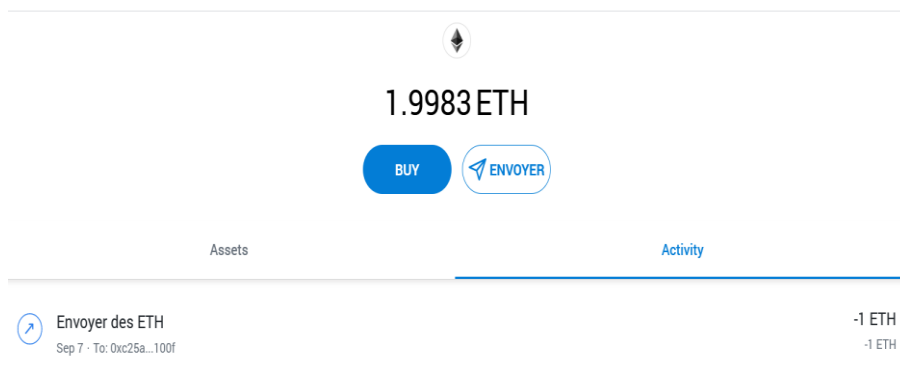 1.9983 ETH
BUY ENVOYER
Assets Activity
Envoyer des ETH -1 ETH
Sep 7 · To: 0xc25a...100f -1 ETH